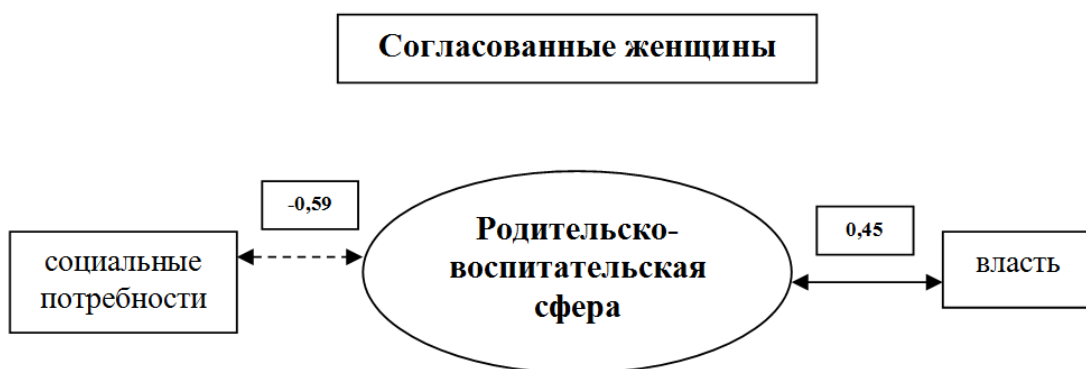 Согласованные женщины
-0,59
0,45
социальные
потребности
Родительско-
воспитательская
сфера
власть